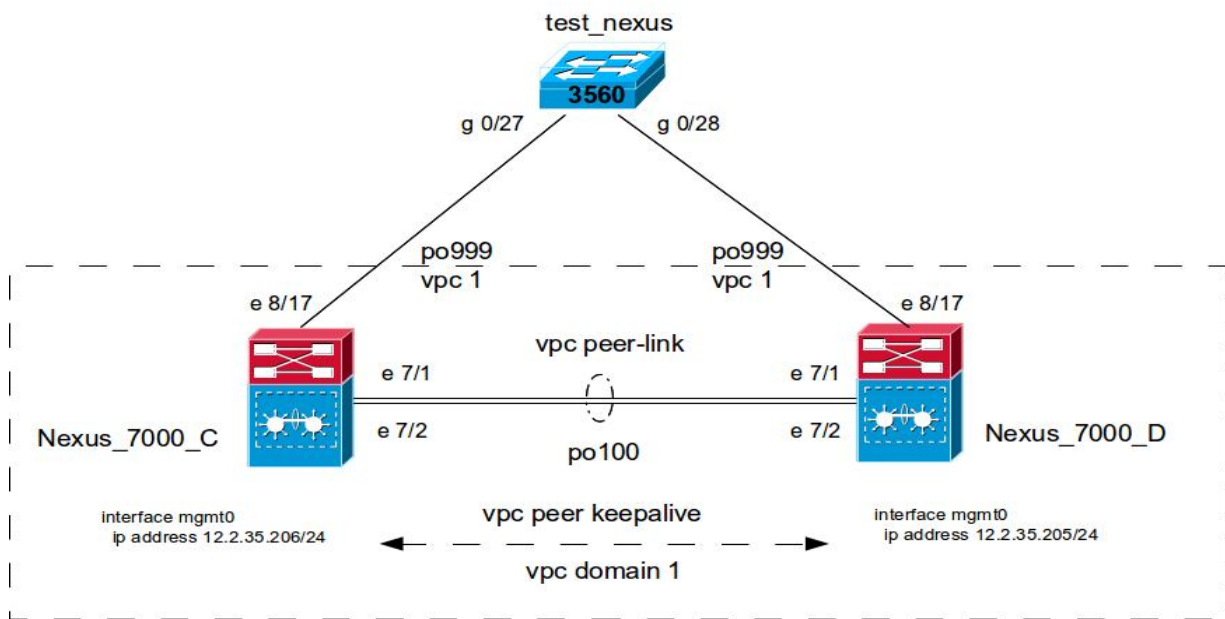 test_nexus
3560
g 0/27
g 0/28
po999
vpc 1
po999
vpc 1
e 8/17
e 8/17
vpc peer-link
e 7/1
e 7/1
e 7/2
e 7/2
Nexus_7000_C
Nexus_7000_D
po100
interface mgmt0
ip address 12.2.35.206/24
vpc peer keepalive
vpc domain 1
interface mgmt0
ip address 12.2.35.205/24